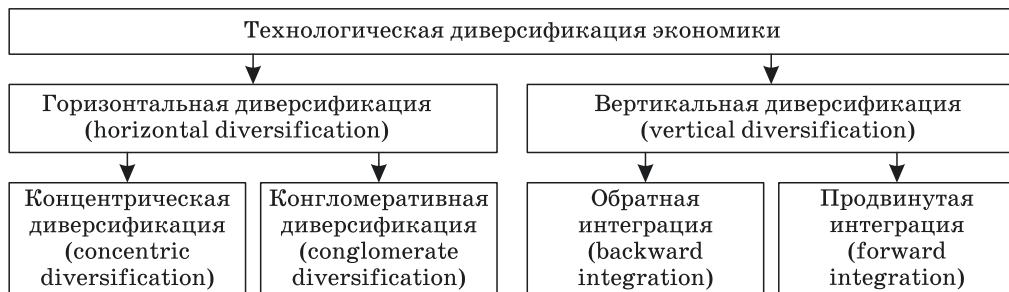 Технологическая диверсификация экономики
Горизонтальная диверсификация
(horizontal diversification)
Вертикальная диверсификация
(vertical diversification)
Концентрическая
диверсификация
(concentric
diversification)
Конгломеративная
диверсификация
(conglomerate
diversification)
Обратная
интеграция
(backward
integration)
Продвинутая
интеграция
(forward
integration)